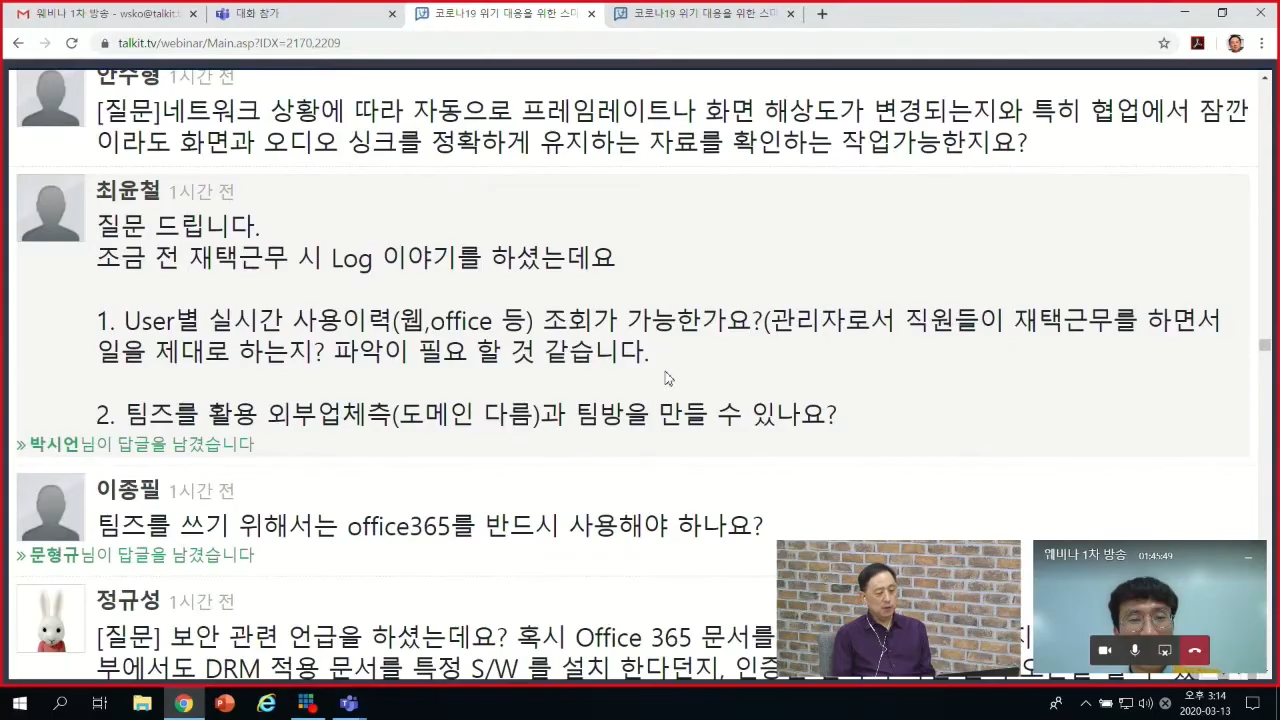 웨비나 1차 방송 - wsko@talkit.t
대화 참가
코로나19 위기 대응을 위한 스마
코로나19 위기 대응을 위한 스마
talkit.tv/webinar/Main.asp?IDX=2170,2209
안수형 1시간 전
[질문]네트워크 상황에 따라 자동으로 프레임레이트나 화면 해상도가 변경되는지와 특히 협업에서 잠깐
이라도 화면과 오디오 싱크를 정확하게 유지하는 자료를 확인하는 작업가능한지요?
최윤철 1시간 전
질문 드립니다.
조금 전 재택근무 시 Log 이야기를 하셨는데요
1. User별 실시간 사용이력(웹,office 등) 조회가 가능한가요?(관리자로서 직원들이 재택근무를 하면서
일을 제대로 하는지? 파악이 필요 할 것 같습니다.
2. 팀즈를 활용 외부업체측(도메인 다름)과 팀방을 만들 수 있나요?
» 박시언님이 답글을 남겼습니다
이종필 1시간 전
팀즈를 쓰기 위해서는 office365를 반드시 사용해야 하나요?
» 문형규님이 답글을 남겼습니다
정규성 1시간 전
[질문] 보안 관련 언급을 하셨는데요? 혹시 Office 365 문서를
부에서도 DRM 적용 문서를 특정 S/W 를 설치 한다던지, 인증
웨비나 1차 방송 01:45:49
오후 3:14
2020-03-13